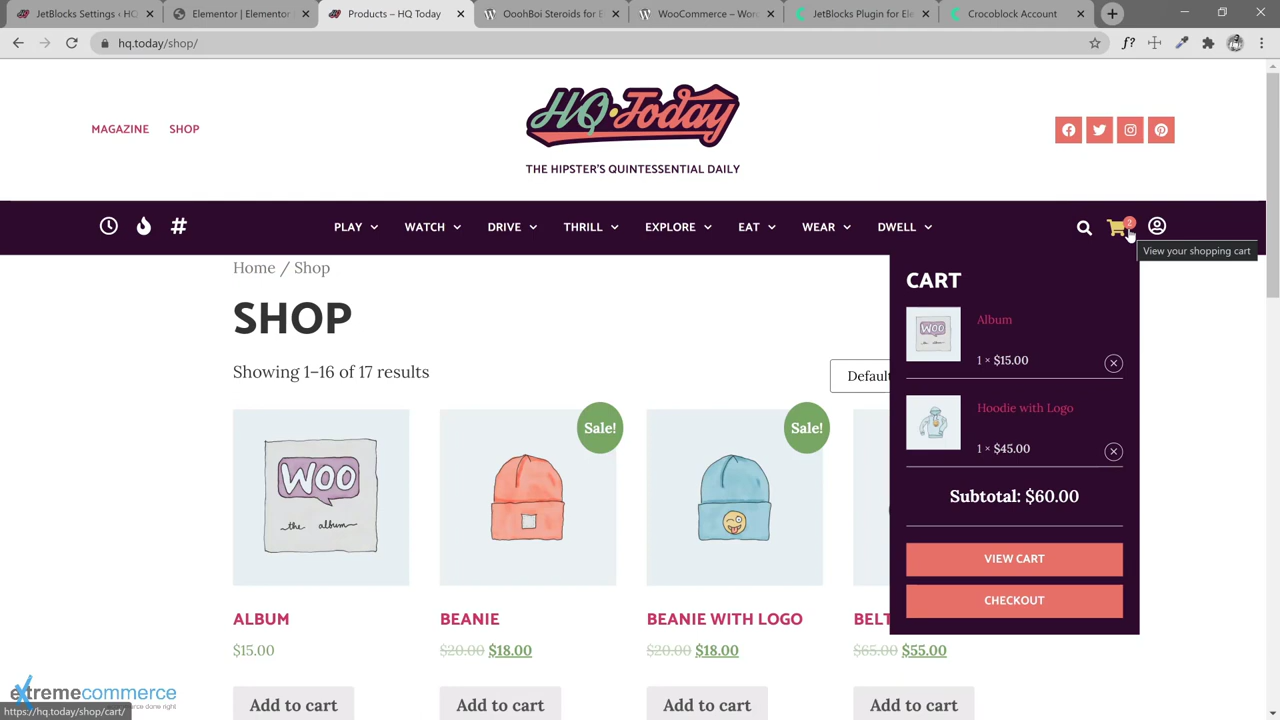 JetBlocks Settings ‹ HQ
Elementor | Elementor
Products – HQ Today
OoohBoi Steroids for E
WooCommerce – Wor
JetBlocks Plugin for Ele
Crocoblock Account
hq.today/shop/
f?
MAGAZINE
SHOP
HQ·Today
THE HIPSTER'S QUINTESSENTIAL DAILY
#
PLAY
WATCH
DRIVE
THRILL
EXPLORE
EAT
WEAR
DWELL
2
View your shopping cart
Home / Shop
SHOP
Showing 1–16 of 17 results
Defaul
CART
Album
1 × $15.00
Hoodie with Logo
1 × $45.00
Subtotal: $60.00
VIEW CART
CHECKOUT
WOO
the album
Sale!
Sale!
ALBUM
BEANIE
BEANIE WITH LOGO
BELT
$15.00
$20.00 $18.00
$20.00 $18.00
$65.00 $55.00
Add to cart
Add to cart
Add to cart
Add to cart
extremecommerce
https://hq.today/shop/cart/